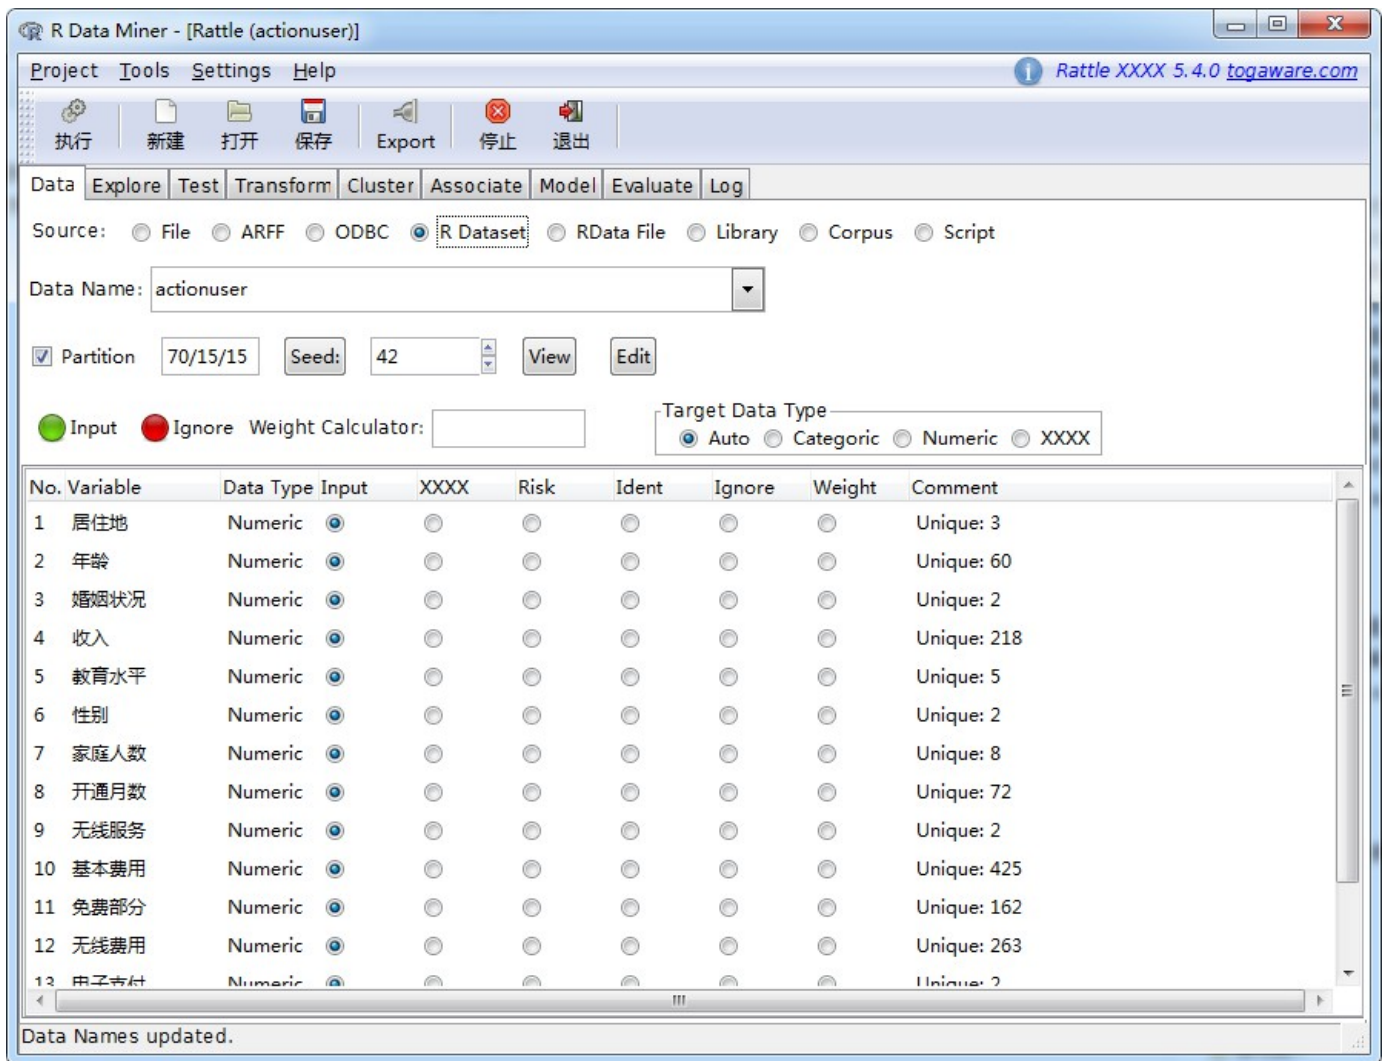 R Data Miner - [Rattle (actionuser)]
Project Tools Settings Help Rattle XXXX 5.4.0 togaware.com
执行 新建 打开 保存 Export 停止 退出
Data Explore Test Transform Cluster Associate Model Evaluate Log
Source: File ARFF ODBC R Dataset RData File Library Corpus Script
Data Name: actionuser
Partition 70/15/15 Seed: 42 View Edit
Target Data Type
Input Ignore Weight Calculator: Auto Categoric Numeric XXXX
No. Variable Data Type Input XXXX Risk Ident Ignore Weight Comment
1 居住地 Numeric Unique: 3
2 年龄 Numeric Unique: 60
3 婚姻状况 Numeric Unique: 2
4 收入 Numeric Unique: 218
5 教育水平 Numeric Unique: 5
6 性别 Numeric Unique: 2
7 家庭人数 Numeric Unique: 8
8 开通月数 Numeric Unique: 72
9 无线服务 Numeric Unique: 2
10 基本费用 Numeric Unique: 425
11 免费部分 Numeric Unique: 162
12 无线费用 Numeric Unique: 263
13 电子支付 Numeric Unique: 2
Data Names updated.